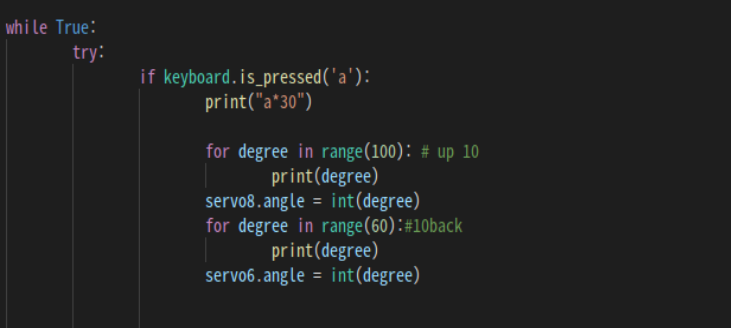 while True:
try:
if keyboard.is_pressed('a'):
print("a*30")
for degree in range(100): # up 10
print(degree)
servo8.angle = int(degree)
for degree in range(60):#10back
print(degree)
servo6.angle = int(degree)